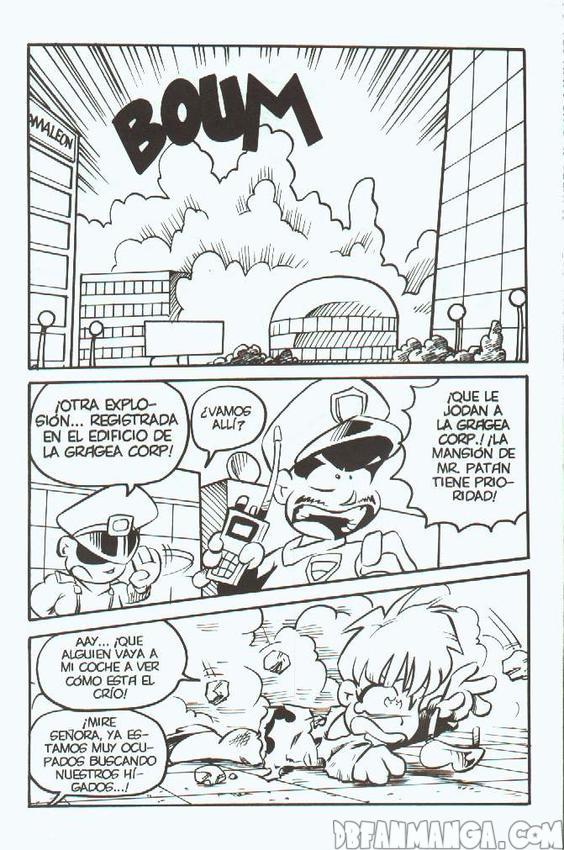 BOUM
AMALEON
¡OTRA EXPLO-
SIÓN... REGISTRADA
EN EL EDIFICIO DE
LA GRAGEA CORP!
¿VAMOS
ALLÍ?
¡QUE LE
JODAN A
LA GRAGEA
CORP.! ¡LA
MANSIÓN DE
MR. PATÁN
TIENE PRIO-
RIDAD!
AAY... ¡QUE
ALGUIEN VAYA A
MI COCHE A VER
CÓMO ESTÁ EL
CRÍO!
¡MIRE
SEÑORA, YA ES-
TAMOS MUY OCU-
PADOS BUSCANDO
NUESTROS HÍ-
GADOS...!
DBFANMANGA.COM